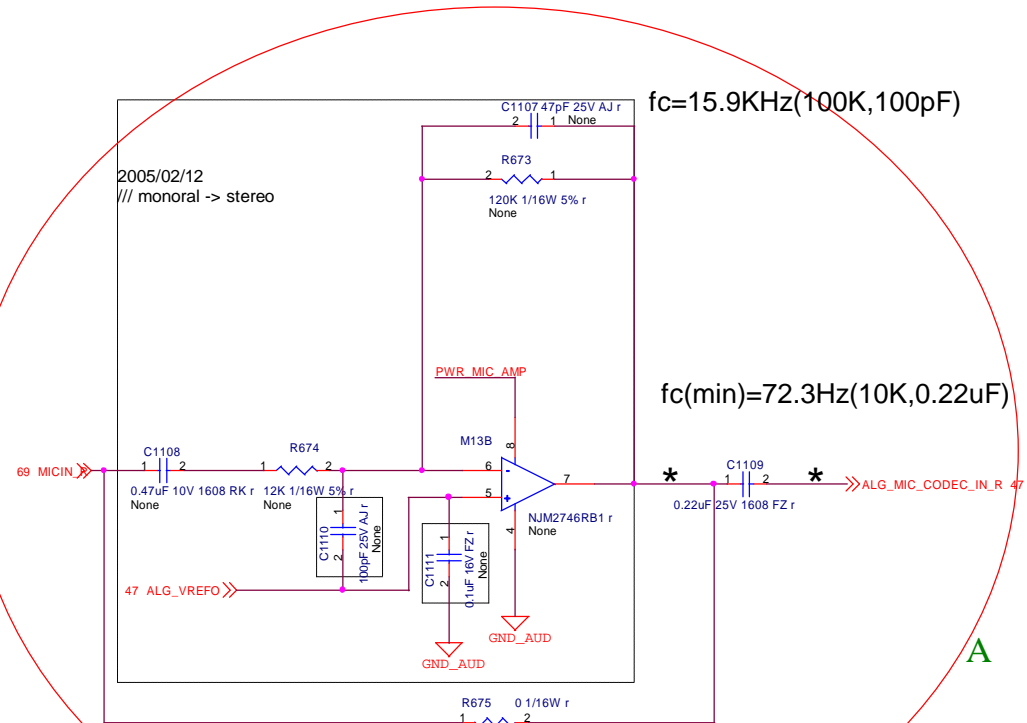 fc=15.9KHz(100K,100pF)
C1107 47pF 25V AJ r
2 1 None
R673
2 1
120K 1/16W 5% r
None
2005/02/12
/// monoral -> stereo
PWR_MIC_AMP
fc(min)=72.3Hz(10K,0.22uF)
8
M13B
C1108
R674
69 MICIN_R
1 2
1 2
0.47uF 10V 1608 RK r
None
12K 1/16W 5% r
None
6 -
5 +
7
4
NJM2746RB1 r
None
* *
C1109
1 2
0.22uF 25V 1608 FZ r
ALG_MIC_CODEC_IN_R 47
C1110
1
2
100pF 25V AJ r
None
C1111
1
2
0.1uF 16V FZ r
None
47 ALG_VREFO
GND_AUD
GND_AUD
A
R675 0 1/16W r
1 2